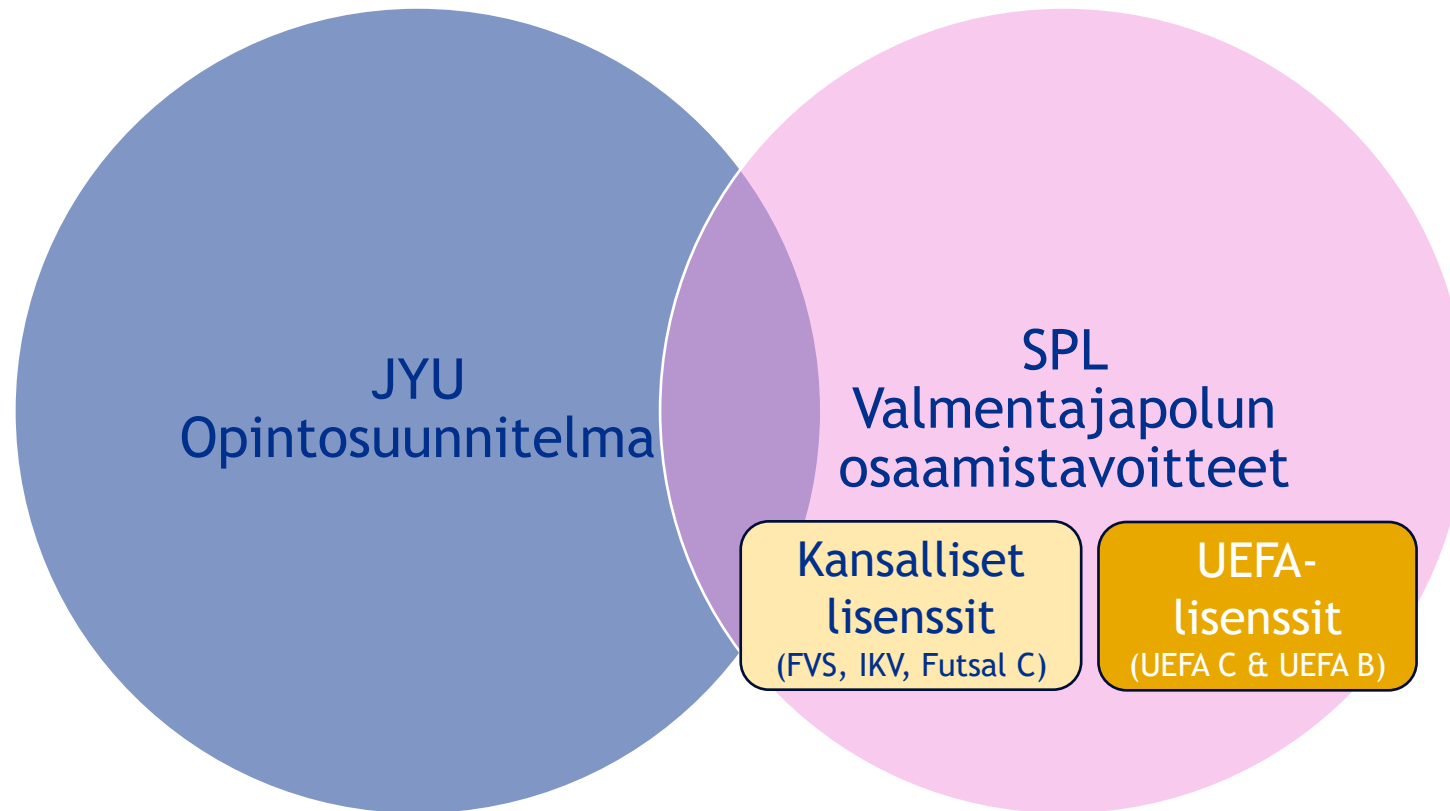 JYU
Opintosuunnitelma
SPL
Valmentajapolun
osaamistavoitteet
Kansalliset
lisenssit
(FVS, IKV, Futsal C)
UEFA-
lisenssit
(UEFA C & UEFA B)